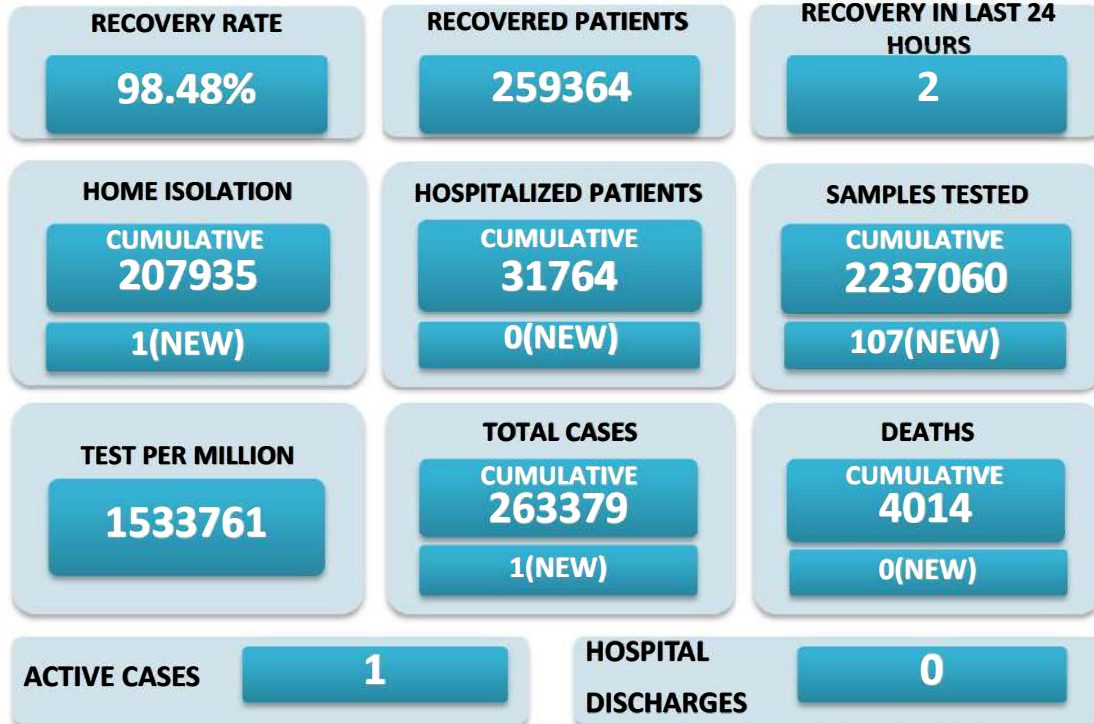 RECOVERY RATE
98.48%
RECOVERED PATIENTS
259364
RECOVERY IN LAST 24
HOURS
2
HOME ISOLATION
CUMULATIVE
207935
1(NEW)
HOSPITALIZED PATIENTS
CUMULATIVE
31764
0(NEW)
SAMPLES TESTED
CUMULATIVE
2237060
107(NEW)
TEST PER MILLION
1533761
TOTAL CASES
CUMULATIVE
263379
1(NEW)
DEATHS
CUMULATIVE
4014
0(NEW)
ACTIVE CASES
1
HOSPITAL
DISCHARGES
0